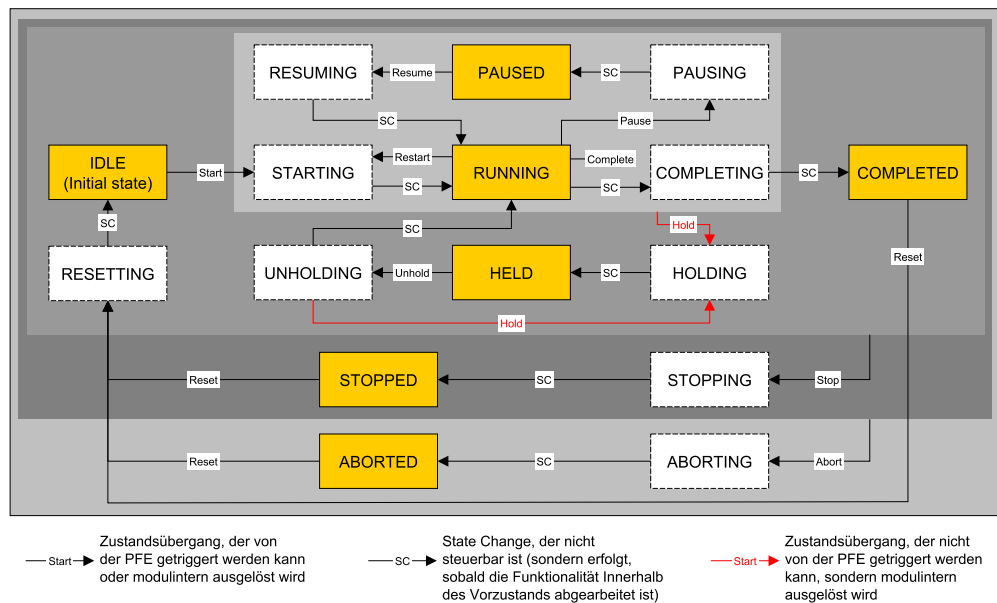 RESUMING
Resume
PAUSED
SC
PAUSING
SC
Pause
IDLE
(Initial state)
Start
STARTING
Restart
SC
RUNNING
Complete
SC
COMPLETING
SC
COMPLETED
SC
SC
Hold
RESETTING
UNHOLDING
Unhold
HELD
SC
HOLDING
Reset
Hold
Reset
STOPPED
SC
STOPPING
Stop
Reset
ABORTED
SC
ABORTING
Abort
Start
Zustandsübergang, der von
der PFE getriggert werden kann
oder modulintern ausgelöst wird
SC
State Change, der nicht
steuerbar ist (sondern erfolgt,
sobald die Funktionalität Innerhalb
des Vorzustands abgearbeitet ist)
Start
Zustandsübergang, der nicht
von der PFE getriggert werden
kann, sondern modulintern
ausgelöst wird